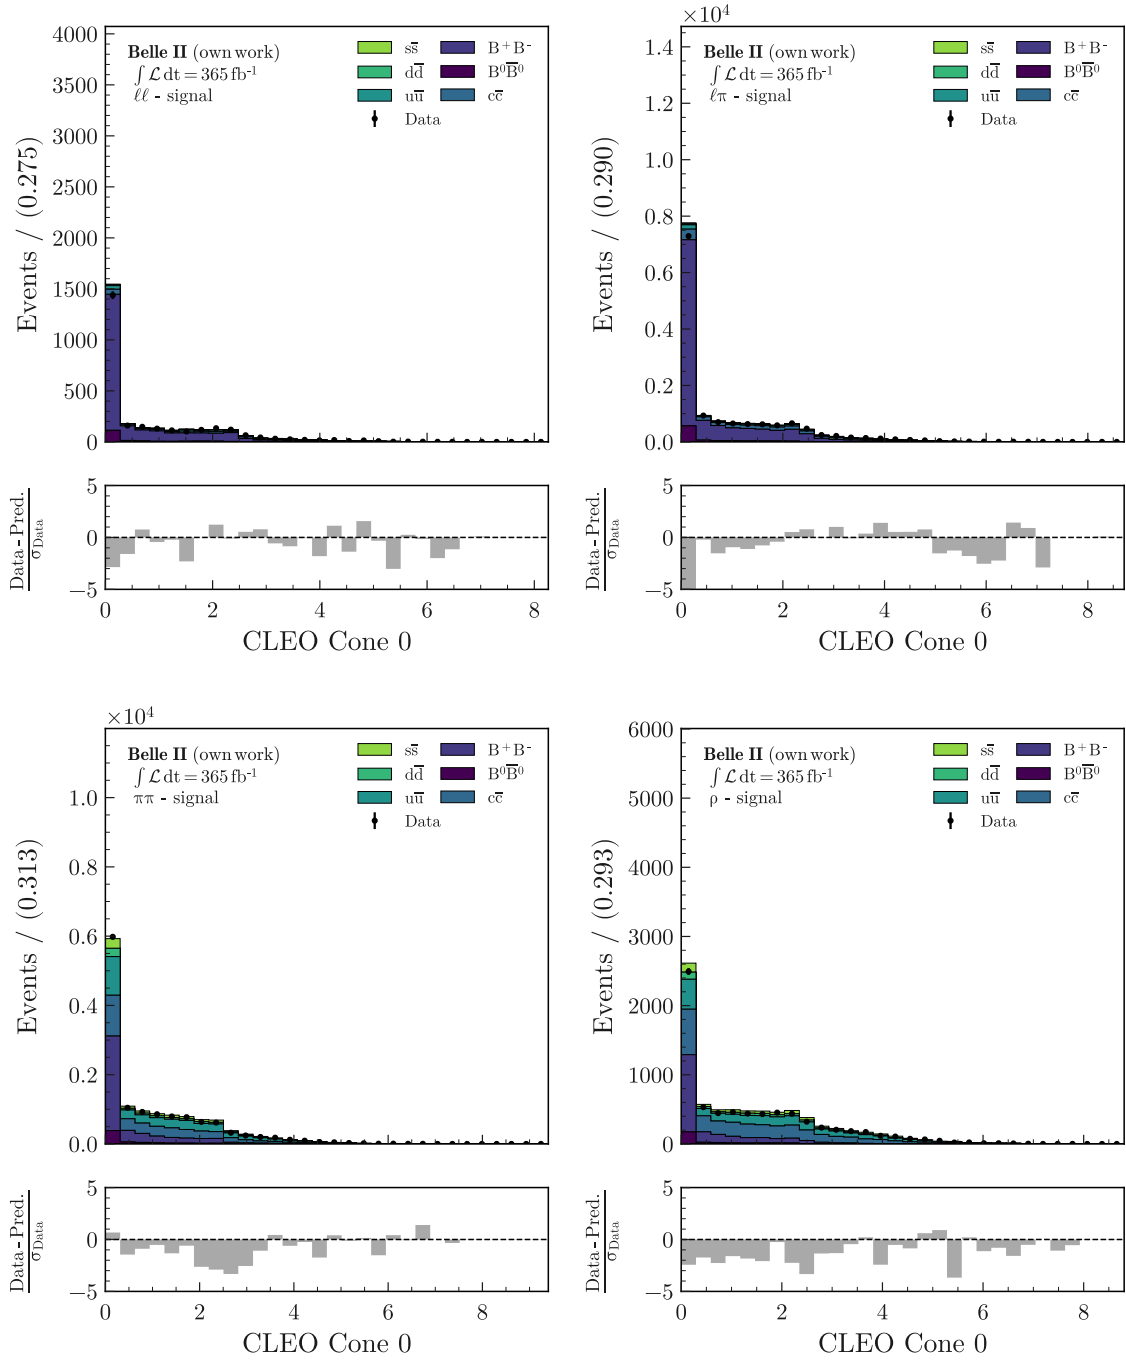 Belle II (own work)
∫ ℒ dt = 365 fb⁻¹
ℓℓ - signal
ss̅
dd̅
uu̅
B⁺B⁻
B⁰B̅⁰
cc̅
Data
Events / (0.275)
4000
3500
3000
2500
2000
1500
1000
500
0
Data - Pred.
σData
5
0
−5
0 2 4 6 8
CLEO Cone 0
×10⁴
Belle II (own work)
∫ ℒ dt = 365 fb⁻¹
ℓπ - signal
ss̅
dd̅
uu̅
B⁺B⁻
B⁰B̅⁰
cc̅
Data
Events / (0.290)
1.4
1.2
1.0
0.8
0.6
0.4
0.2
0.0
Data - Pred.
σData
5
0
−5
0 2 4 6 8
CLEO Cone 0
×10⁴
Belle II (own work)
∫ ℒ dt = 365 fb⁻¹
ππ - signal
ss̅
dd̅
uu̅
B⁺B⁻
B⁰B̅⁰
cc̅
Data
Events / (0.313)
1.0
0.8
0.6
0.4
0.2
0.0
Data - Pred.
σData
5
0
−5
0 2 4 6 8
CLEO Cone 0
Belle II (own work)
∫ ℒ dt = 365 fb⁻¹
ρ - signal
ss̅
dd̅
uu̅
B⁺B⁻
B⁰B̅⁰
cc̅
Data
Events / (0.293)
6000
5000
4000
3000
2000
1000
0
Data - Pred.
σData
5
0
−5
0 2 4 6 8
CLEO Cone 0